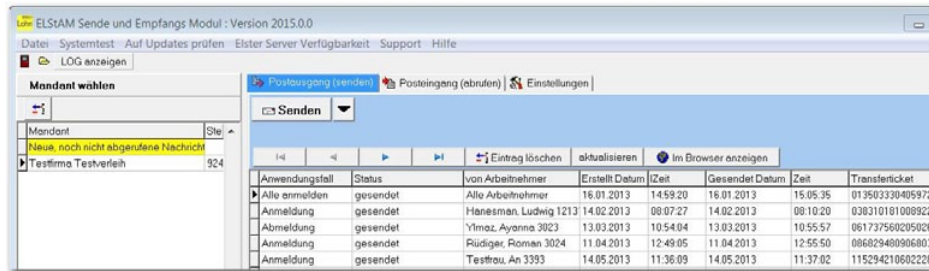 Lohn ELStAM Sende und Empfangs Modul : Version 2015.0.0
Datei Systemtest Auf Updates prüfen Elster Server Verfügbarkeit Support Hilfe
LOG anzeigen
Mandant wählen
Postausgang (senden) Posteingang (abrufen) Einstellungen
Senden
Mandant Ste
Neue, noch nicht abgerufene Nachricht
Testfirma Testverleih 924
Eintrag löschen aktualisieren Im Browser anzeigen
Anwendungsfall Status von Arbeitnehmer Erstellt Datum Zeit Gesendet Datum Zeit Transferticket
Alle anmelden gesendet Alle Arbeitnehmer 16.01.2013 14:59:20 16.01.2013 15:05:35 013503330405972
Anmeldung gesendet Hanesman, Ludwig 1213 14.02.2013 08:07:27 14.02.2013 08:10:20 038310181008922
Abmeldung gesendet Ylmaz, Ayanna 3023 13.03.2013 10:54:04 13.03.2013 10:55:57 061737560205026
Anmeldung gesendet Rüdiger, Roman 3024 11.04.2013 12:49:05 11.04.2013 12:55:50 086829480906803
Anmeldung gesendet Testfrau, An 3393 14.05.2013 11:36:09 14.05.2013 11:37:02 115294210602220